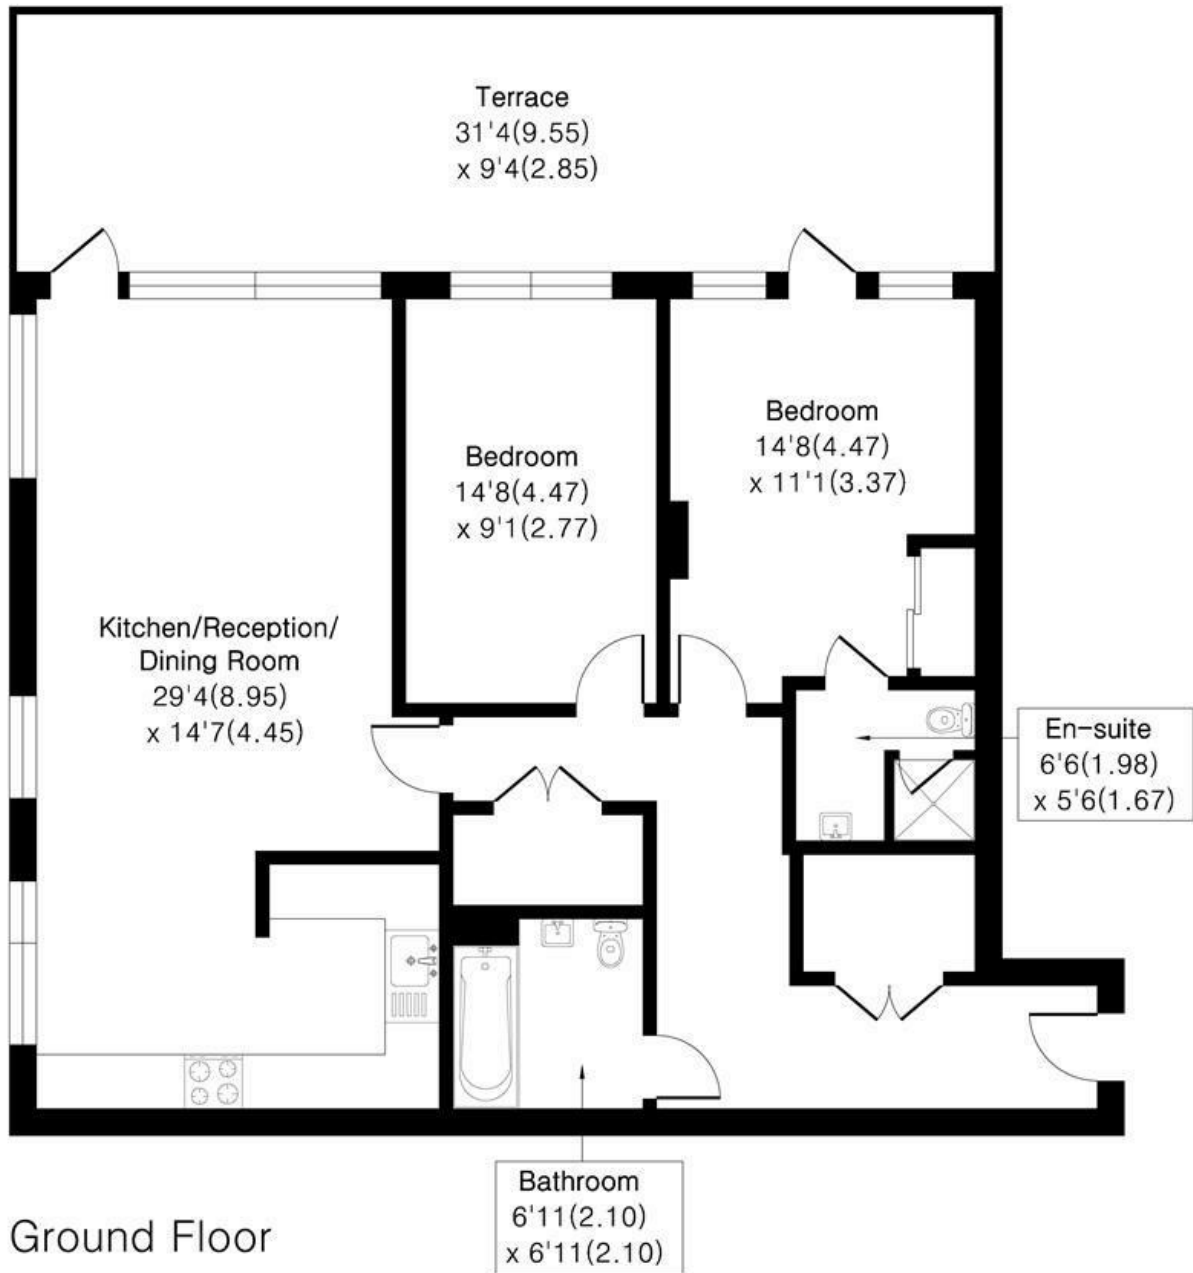 Terrace
31'4(9.55)
x 9'4(2.85)
Bedroom
14'8(4.47)
x 11'1(3.37)
Bedroom
14'8(4.47)
x 9'1(2.77)
Kitchen/Reception/
Dining Room
29'4(8.95)
x 14'7(4.45)
En-suite
6'6(1.98)
x 5'6(1.67)
Bathroom
6'11(2.10)
x 6'11(2.10)
Ground Floor